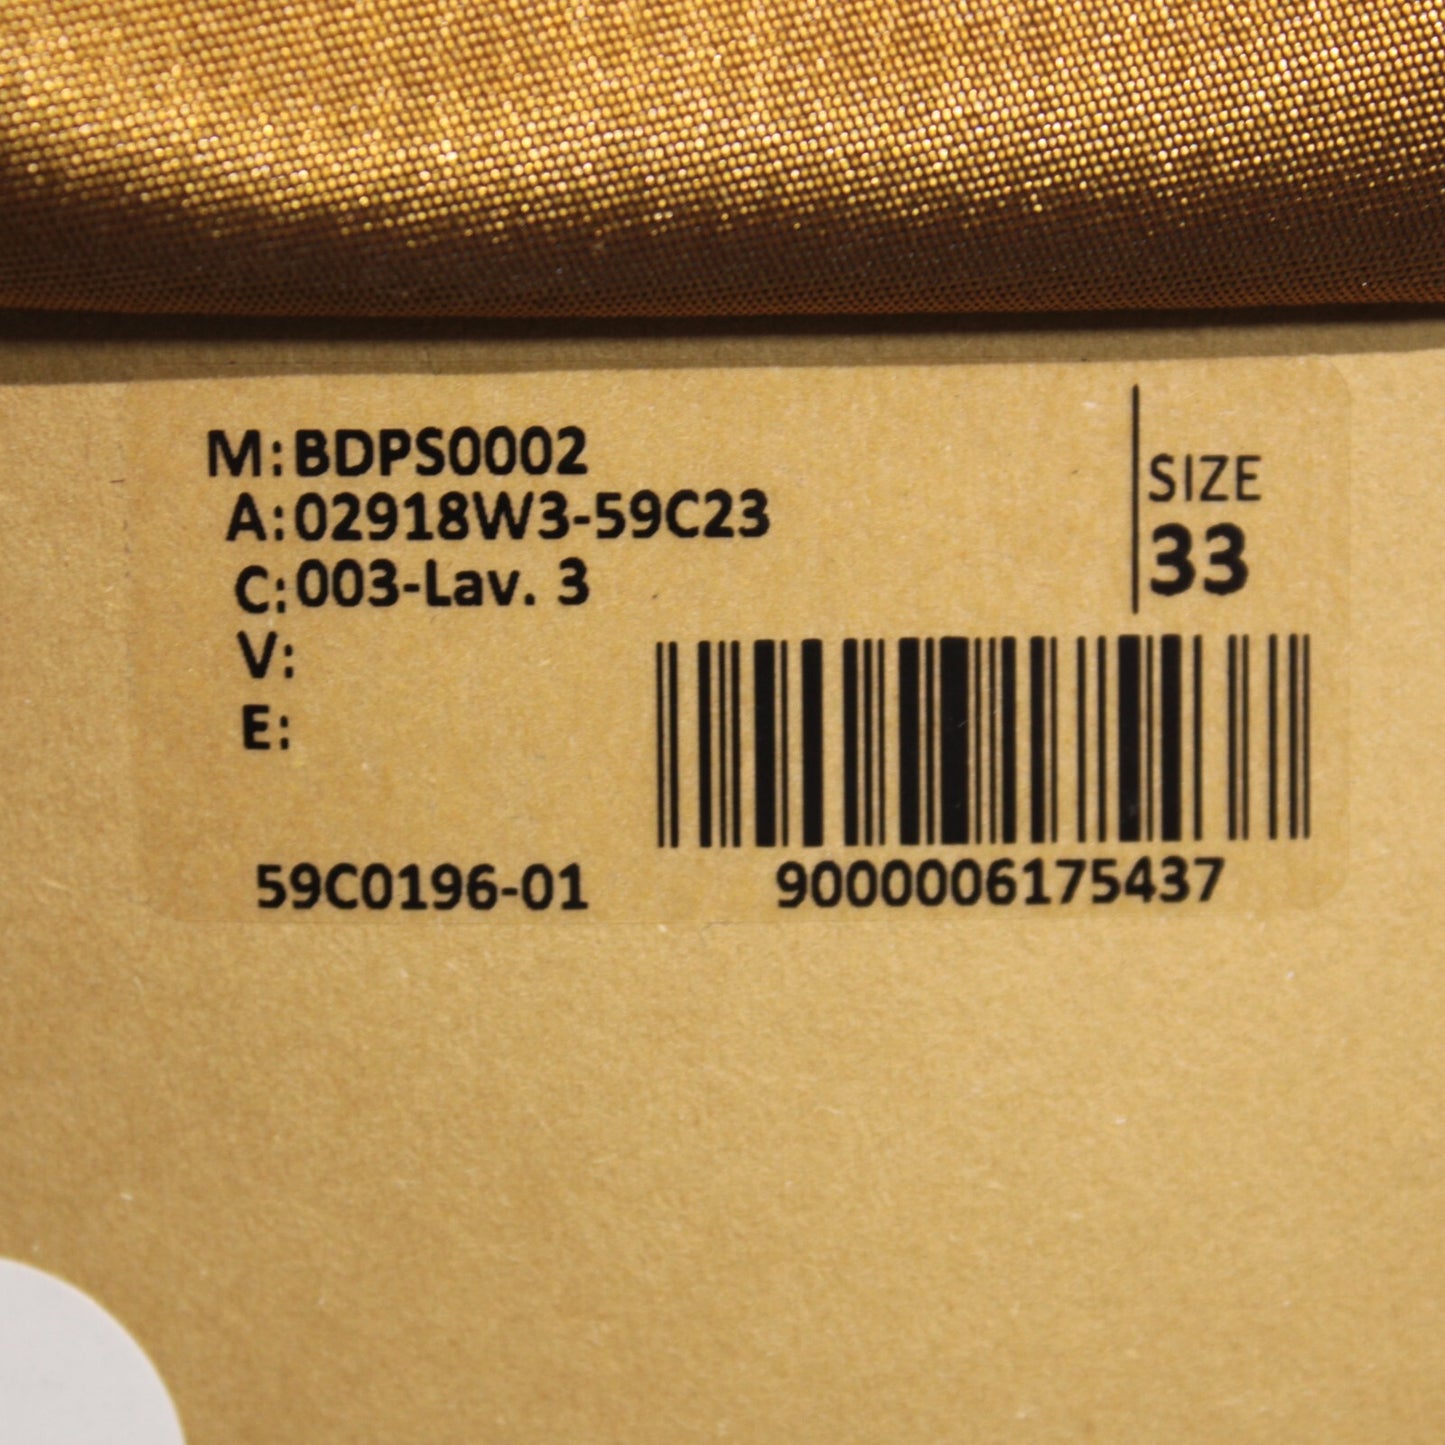 M: BDPS0002
A: 02918W3-59C23
C: 003-Lav. 3
V:
E:
SIZE
33
59C0196-01
9000006175437